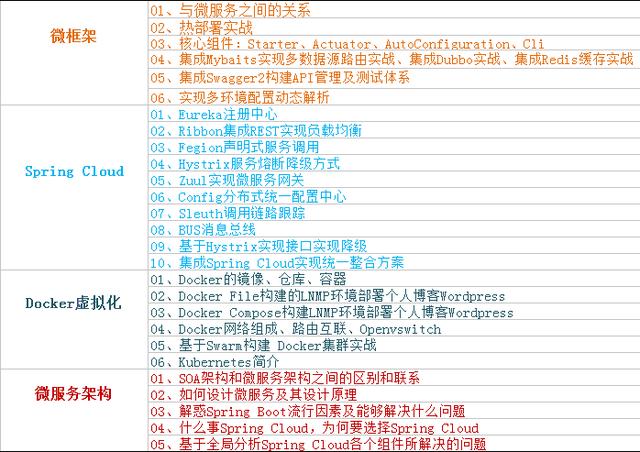 微框架
01、与微服务之间的关系
02、热部署实战
03、核心组件：Starter、Actuator、AutoConfiguration、Cli
04、集成Mybaits实现多数据源路由实战、集成Dubbo实战、集成Redis缓存实战
05、集成Swagger2构建API管理及测试体系
06、实现多环境配置动态解析
Spring Cloud
01、Eureka注册中心
02、Ribbon集成REST实现负载均衡
03、Fegion声明式服务调用
04、Hystrix服务熔断降级方式
05、Zuul实现微服务网关
06、Config分布式统一配置中心
07、Sleuth调用链路跟踪
08、BUS消息总线
09、基于Hystrix实现接口实现降级
10、集成Spring Cloud实现统一整合方案
Docker虚拟化
01、Docker的镜像、仓库、容器
02、Docker File构建的LNMP环境部署个人博客Wordpress
03、Docker Compose构建LNMP环境部署个人博客Wordpress
04、Docker网络组成、路由互联、Openvswitch
05、基于Swarm构建 Docker集群实战
06、Kubernetes简介
微服务架构
01、SOA架构和微服务架构之间的区别和联系
02、如何设计微服务及其设计原理
03、解惑Spring Boot流行因素及能够解决什么问题
04、什么事Spring Cloud，为何要选择Spring Cloud
05、基于全局分析Spring Cloud各个组件所解决的问题